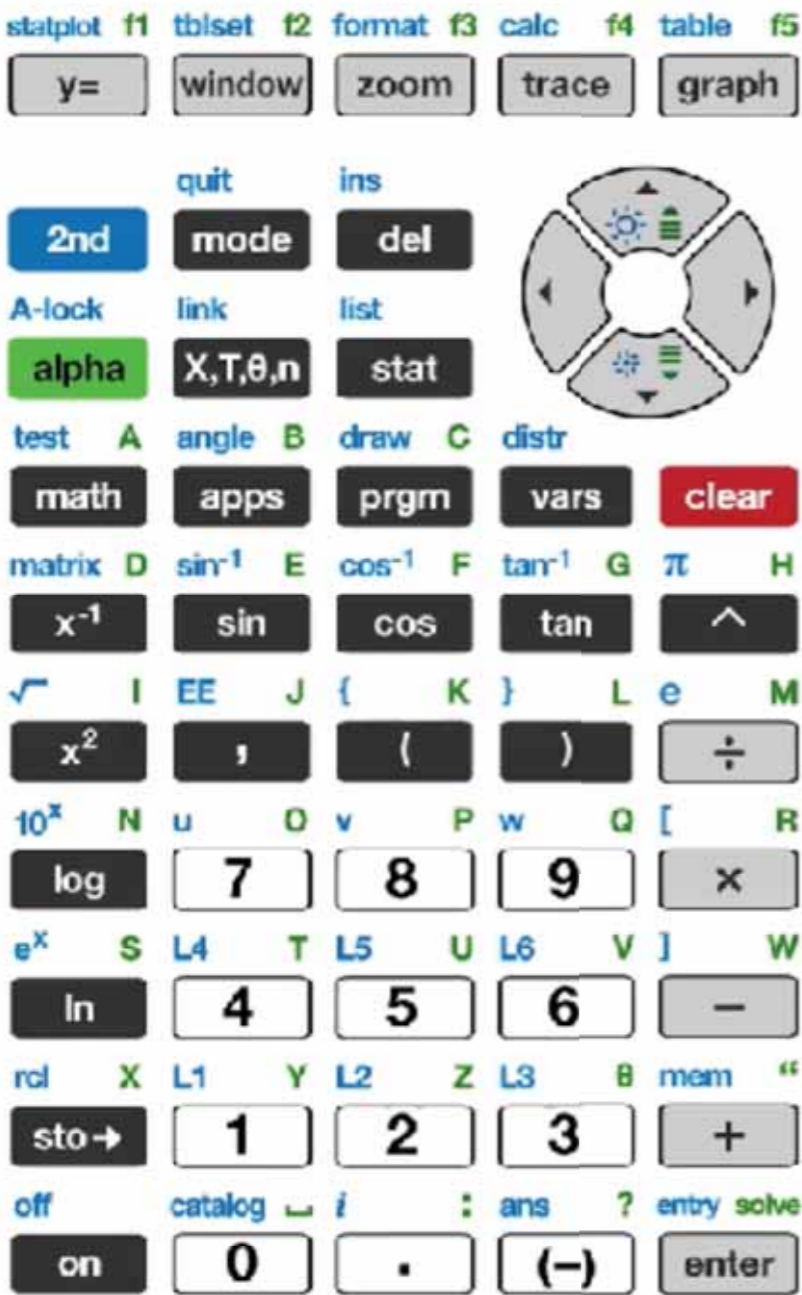 statplot f1 tblset f2 format f3 calc f4 table f5
y= window zoom trace graph
quit ins
2nd mode del
A-lock link list
alpha X,T,θ,n stat
test A angle B draw C distr
math apps prgm vars clear
matrix D sin⁻¹ E cos⁻¹ F tan⁻¹ G π H
x⁻¹ sin cos tan ^
√ I EE J { K } L e M
x² , ( ) ÷
10ˣ N u O v P w Q [ R
log 7 8 9 ×
eˣ S L4 T L5 U L6 V ] W
ln 4 5 6 −
rcl X L1 Y L2 Z L3 θ mem “
sto→ 1 2 3 +
off catalog ⎵ i : ans ? entry solve
on 0 . (−) enter